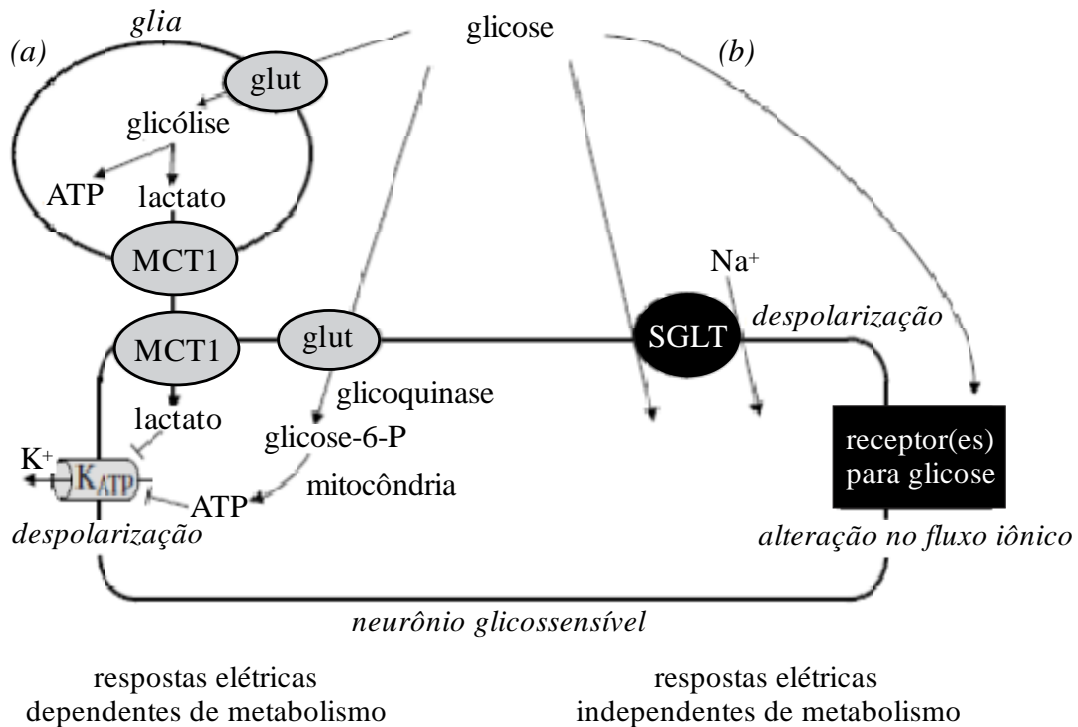 glia
glicose
(a)
(b)
glut
glicólise
ATP
lactato
MCT1
Na⁺
despolarização
SGLT
MCT1
glut
glicoquinase
lactato
glicose-6-P
receptor(es)
para glicose
K⁺
K_ATP
mitocôndria
ATP
despolarização
alteração no fluxo iônico
neurônio glicossensível
respostas elétricas
dependentes de metabolismo
respostas elétricas
independentes de metabolismo